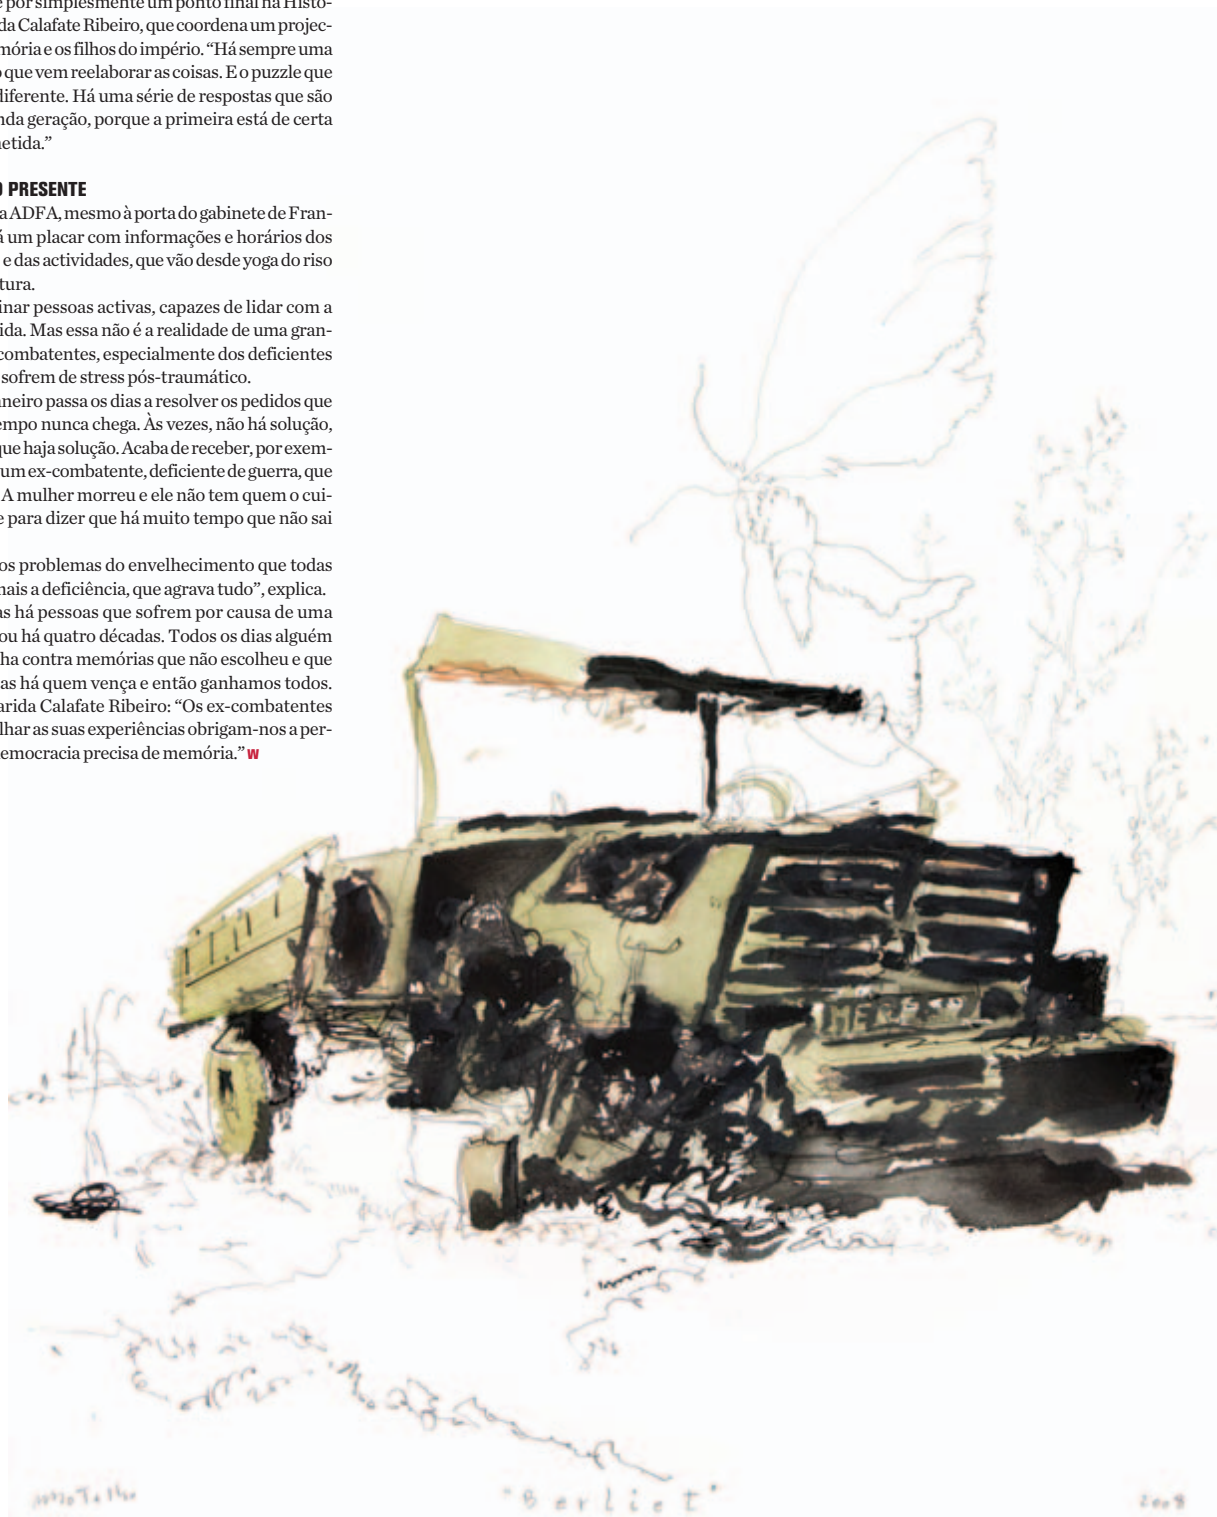 e pôr simplesmente um ponto final na Histó-
da Calafate Ribeiro, que coordena um projec-
mória e os filhos do império. “Há sempre uma
o que vem reelaborar as coisas. E o puzzle que
diferente. Há uma série de respostas que são
nda geração, porque a primeira está de certa
etida.”
O PRESENTE
a ADFA, mesmo à porta do gabinete de Fran-
á um placar com informações e horários dos
e das actividades, que vão desde yoga do riso
tura.
inar pessoas activas, capazes de lidar com a
ida. Mas essa não é a realidade de uma gran-
combatentes, especialmente dos deficientes
sofrem de stress pós-traumático.
neiro passa os dias a resolver os pedidos que
empo nunca chega. Às vezes, não há solução,
que haja solução. Acaba de receber, por exem-
um ex-combatente, deficiente de guerra, que
A mulher morreu e ele não tem quem o cui-
e para dizer que há muito tempo que não sai
os problemas do envelhecimento que todas
mais a deficiência, que agrava tudo”, explica.
as há pessoas que sofrem por causa de uma
ou há quatro décadas. Todos os dias alguém
lha contra memórias que não escolheu e que
as há quem vença e então ganhamos todos.
arida Calafate Ribeiro: “Os ex-combatentes
lhar as suas experiências obrigam-nos a per-
democracia precisa de memória.” W
"Berliet"
2008